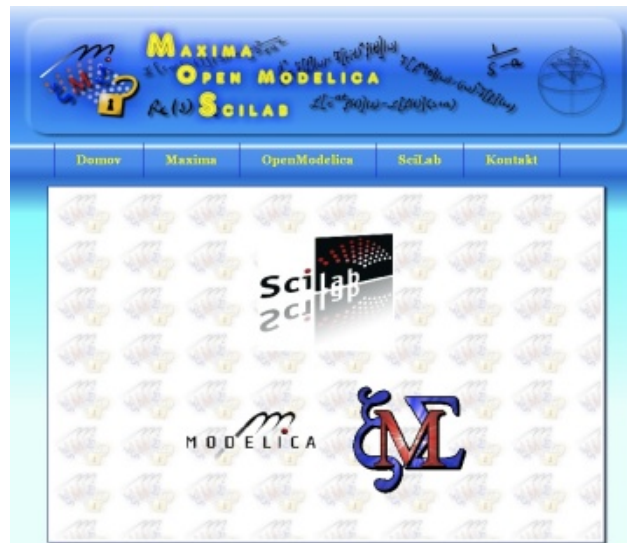 Maxima
Open Modelica
Scilab
Domov Maxima OpenModelica SciLab Kontakt
Scilab
MODELICA